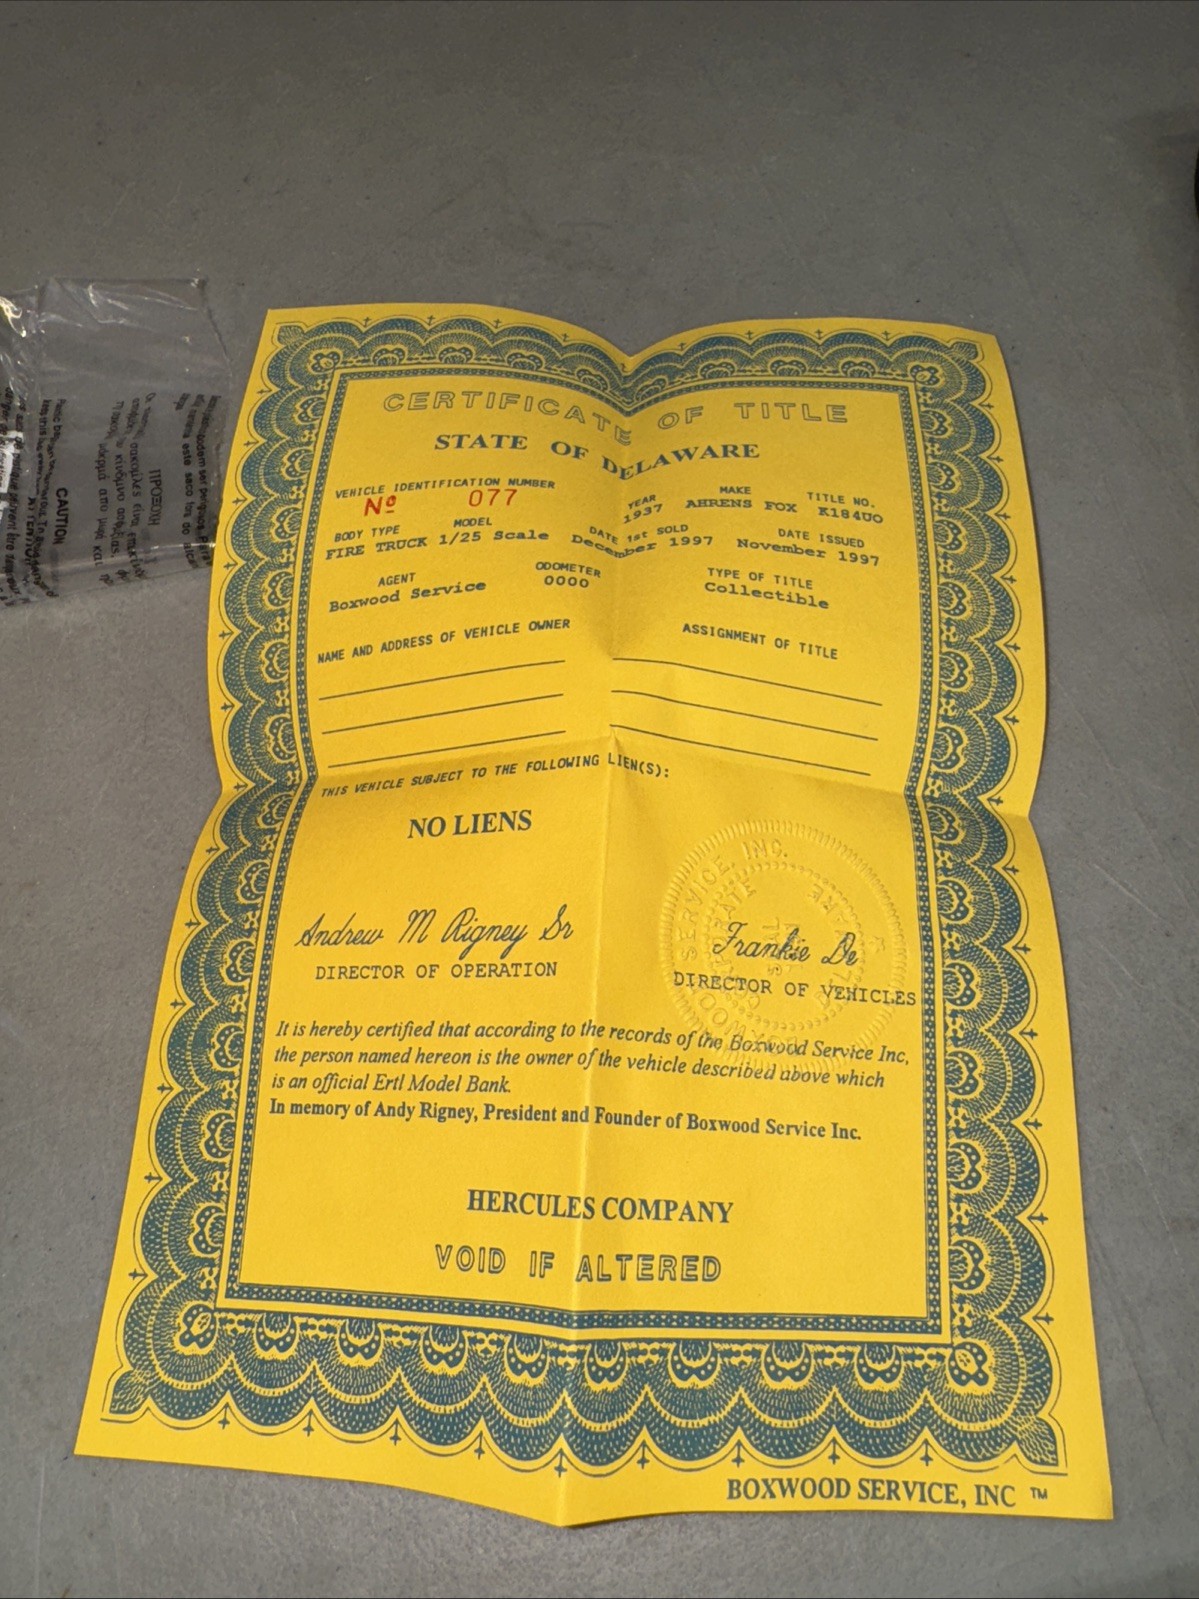 CERTIFICATE OF TITLE
STATE OF DELAWARE
VEHICLE IDENTIFICATION NUMBER
Nº 077
YEAR
1937
MAKE
AHRENS FOX
TITLE NO.
K184UO
BODY TYPE
FIRE TRUCK
MODEL
1/25 Scale
DATE 1st SOLD
December 1997
DATE ISSUED
November 1997
AGENT
Boxwood Service
ODOMETER
0000
TYPE OF TITLE
Collectible
NAME AND ADDRESS OF VEHICLE OWNER
ASSIGNMENT OF TITLE
THIS VEHICLE SUBJECT TO THE FOLLOWING LIEN(S):
NO LIENS
Andrew M Rigney Sr
DIRECTOR OF OPERATION
Frankie De
DIRECTOR OF VEHICLES
BOXWOOD SERVICE INC.
It is hereby certified that according to the records of the Boxwood Service Inc,
the person named hereon is the owner of the vehicle described above which
is an official Ertl Model Bank.
In memory of Andy Rigney, President and Founder of Boxwood Service Inc.
HERCULES COMPANY
VOID IF ALTERED
BOXWOOD SERVICE, INC ™
CAUTION
ΠΡΟΣΟΧΗ